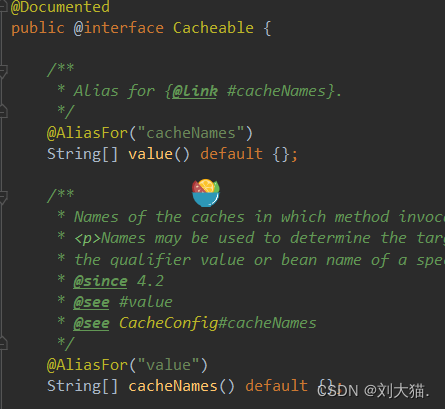 @Documented
public @interface Cacheable {
/**
* Alias for {@link #cacheNames}.
*/
@AliasFor("cacheNames")
String[] value() default {};
/**
* Names of the caches in which method invoc
* <p>Names may be used to determine the targ
* the qualifier value or bean name of a spec
* @since 4.2
* @see #value
* @see CacheConfig#cacheNames
*/
@AliasFor("value")
String[] cacheNames() default {};
CSDN @刘大猫.